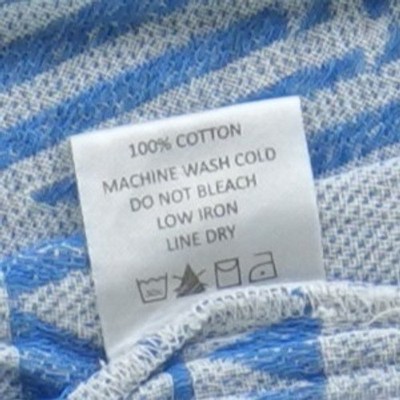 100% COTTON
MACHINE WASH COLD
DO NOT BLEACH
LOW IRON
LINE DRY